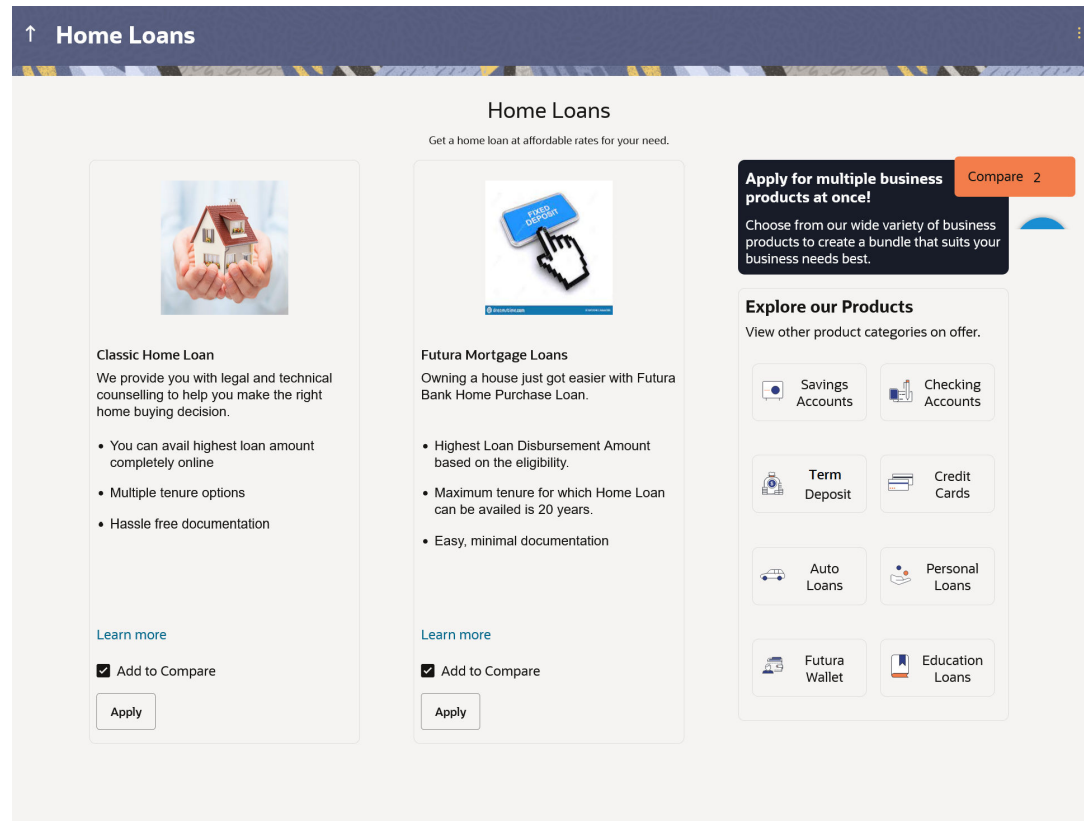 Home Loans
Home Loans
Get a home loan at affordable rates for your need.
FIXED
DEPOSIT
Classic Home Loan
We provide you with legal and technical
counselling to help you make the right
home buying decision.
• You can avail highest loan amount
completely online
• Multiple tenure options
• Hassle free documentation
Learn more
Add to Compare
Apply
Futura Mortgage Loans
Owning a house just got easier with Futura
Bank Home Purchase Loan.
• Highest Loan Disbursement Amount
based on the eligibility.
• Maximum tenure for which Home Loan
can be availed is 20 years.
• Easy, minimal documentation
Learn more
Add to Compare
Apply
Compare 2
Apply for multiple business
products at once!
Choose from our wide variety of business
products to create a bundle that suits your
business needs best.
Explore our Products
View other product categories on offer.
Savings
Accounts
Checking
Accounts
Term
Deposit
Credit
Cards
Auto
Loans
Personal
Loans
Futura
Wallet
Education
Loans